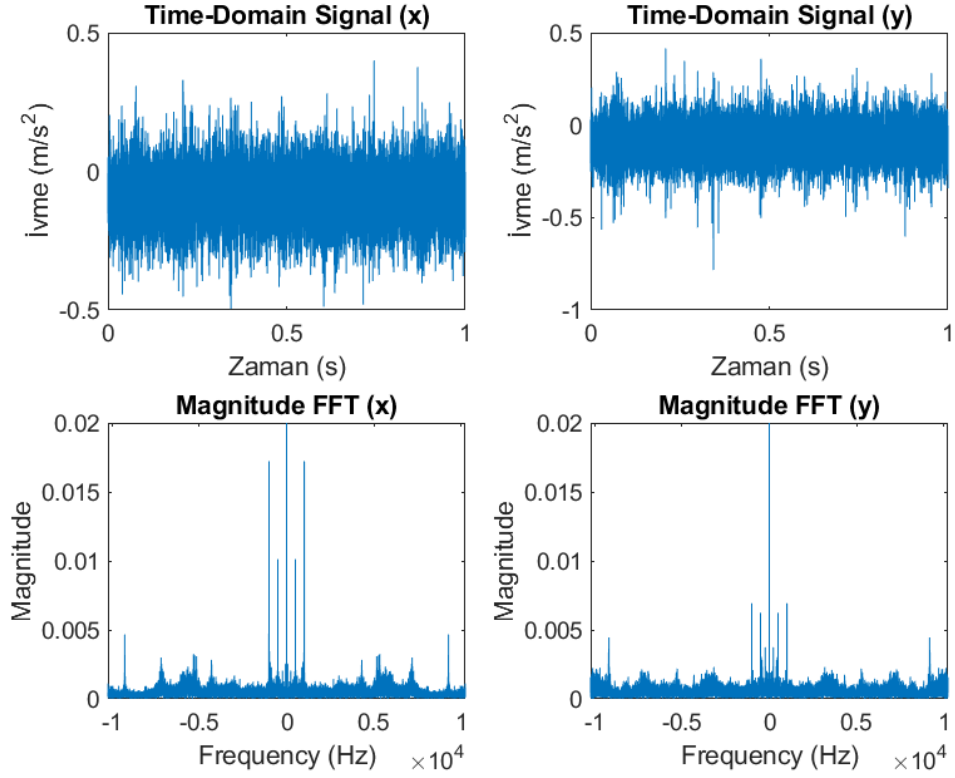 Time-Domain Signal (x)
0.5
0
-0.5
İvme (m/s²)
0 0.5 1
Zaman (s)
Time-Domain Signal (y)
0.5
0
-0.5
-1
İvme (m/s²)
0 0.5 1
Zaman (s)
Magnitude FFT (x)
0.02
0.015
0.01
0.005
0
Magnitude
-1 -0.5 0 0.5 1
Frequency (Hz) ×10⁴
Magnitude FFT (y)
0.02
0.015
0.01
0.005
0
Magnitude
-1 -0.5 0 0.5 1
Frequency (Hz) ×10⁴